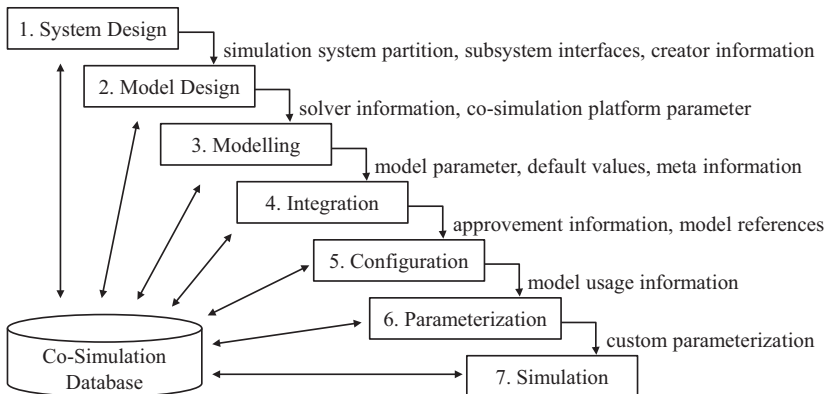 1. System Design
simulation system partition, subsystem interfaces, creator information
2. Model Design
solver information, co-simulation platform parameter
3. Modelling
model parameter, default values, meta information
4. Integration
approvement information, model references
5. Configuration
model usage information
6. Parameterization
custom parameterization
Co-Simulation
Database
7. Simulation